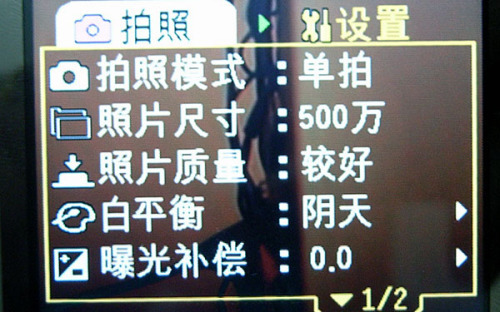 拍照 设置
拍照模式：单拍
照片尺寸：500万
照片质量：较好
白平衡：阴天
曝光补偿：0.0
1/2